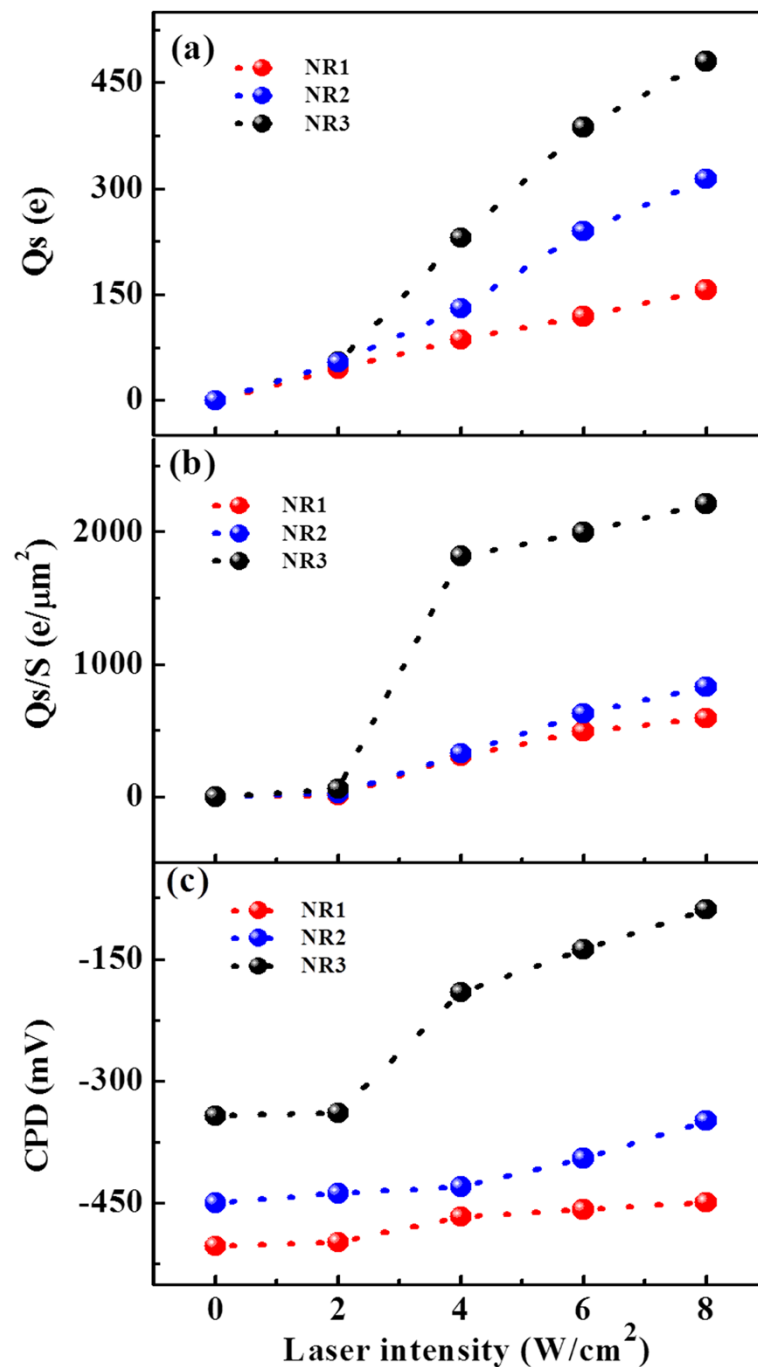 (a)
NR1
NR2
NR3
450
300
150
0
Qs (e)
(b)
NR1
NR2
NR3
2000
1000
0
Qs/S (e/μm²)
(c)
NR1
NR2
NR3
-150
-300
-450
CPD (mV)
0 2 4 6 8
Laser intensity (W/cm²)